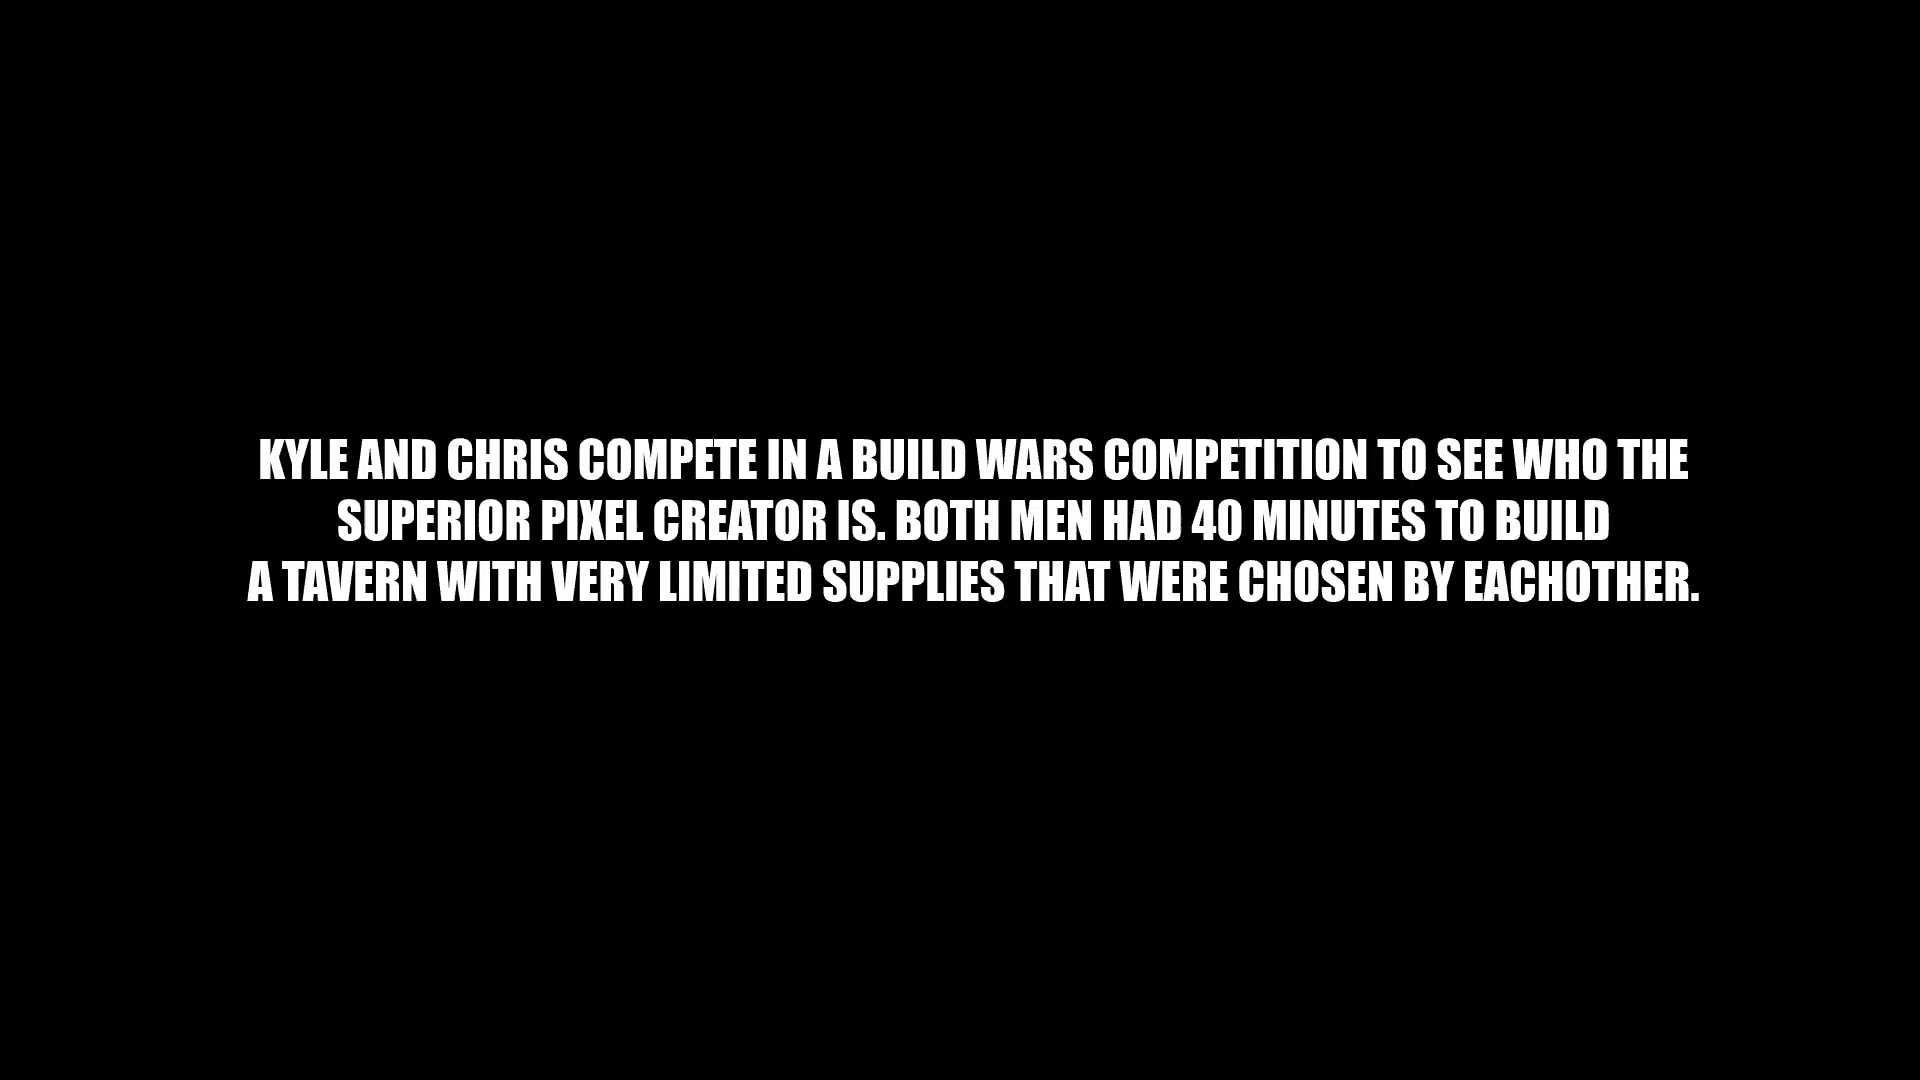 KYLE AND CHRIS COMPETE IN A BUILD WARS COMPETITION TO SEE WHO THE
SUPERIOR PIXEL CREATOR IS. BOTH MEN HAD 40 MINUTES TO BUILD
A TAVERN WITH VERY LIMITED SUPPLIES THAT WERE CHOSEN BY EACHOTHER.